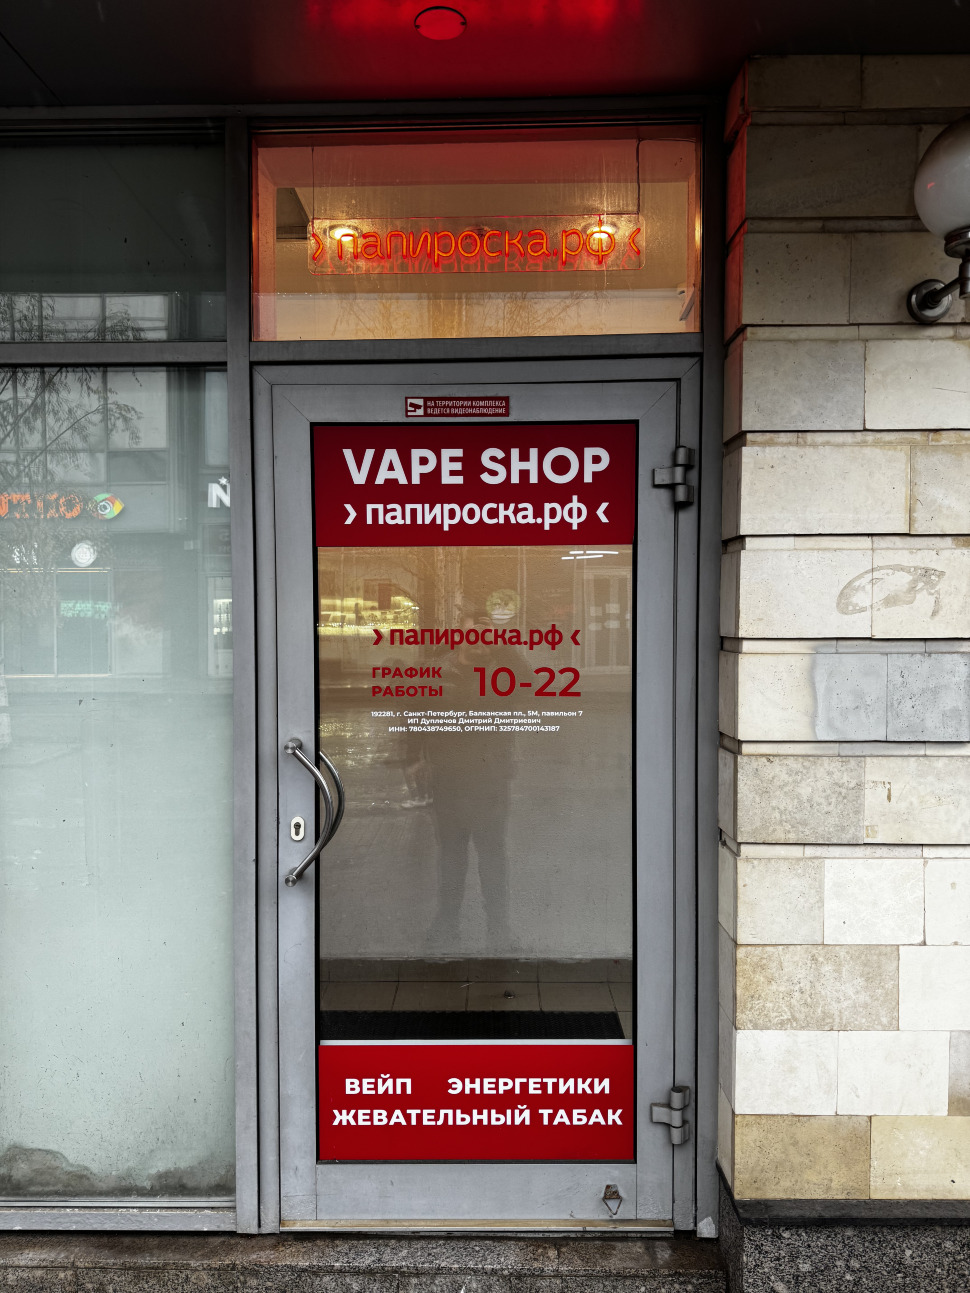 › папироска.рф ‹
НА ТЕРРИТОРИИ КОМПЛЕКСА
ВЕДЕТСЯ ВИДЕОНАБЛЮДЕНИЕ
VAPE SHOP
› папироска.рф ‹
› папироска.рф ‹
ГРАФИК
РАБОТЫ
10-22
192281, г. Санкт-Петербург, Балканская пл., 5М, павильон 7
ИП Дуплечов Дмитрий Дмитриевич
ИНН: 780438749650, ОГРНИП: 325784700143187
ВЕЙП ЭНЕРГЕТИКИ
ЖЕВАТЕЛЬНЫЙ ТАБАК